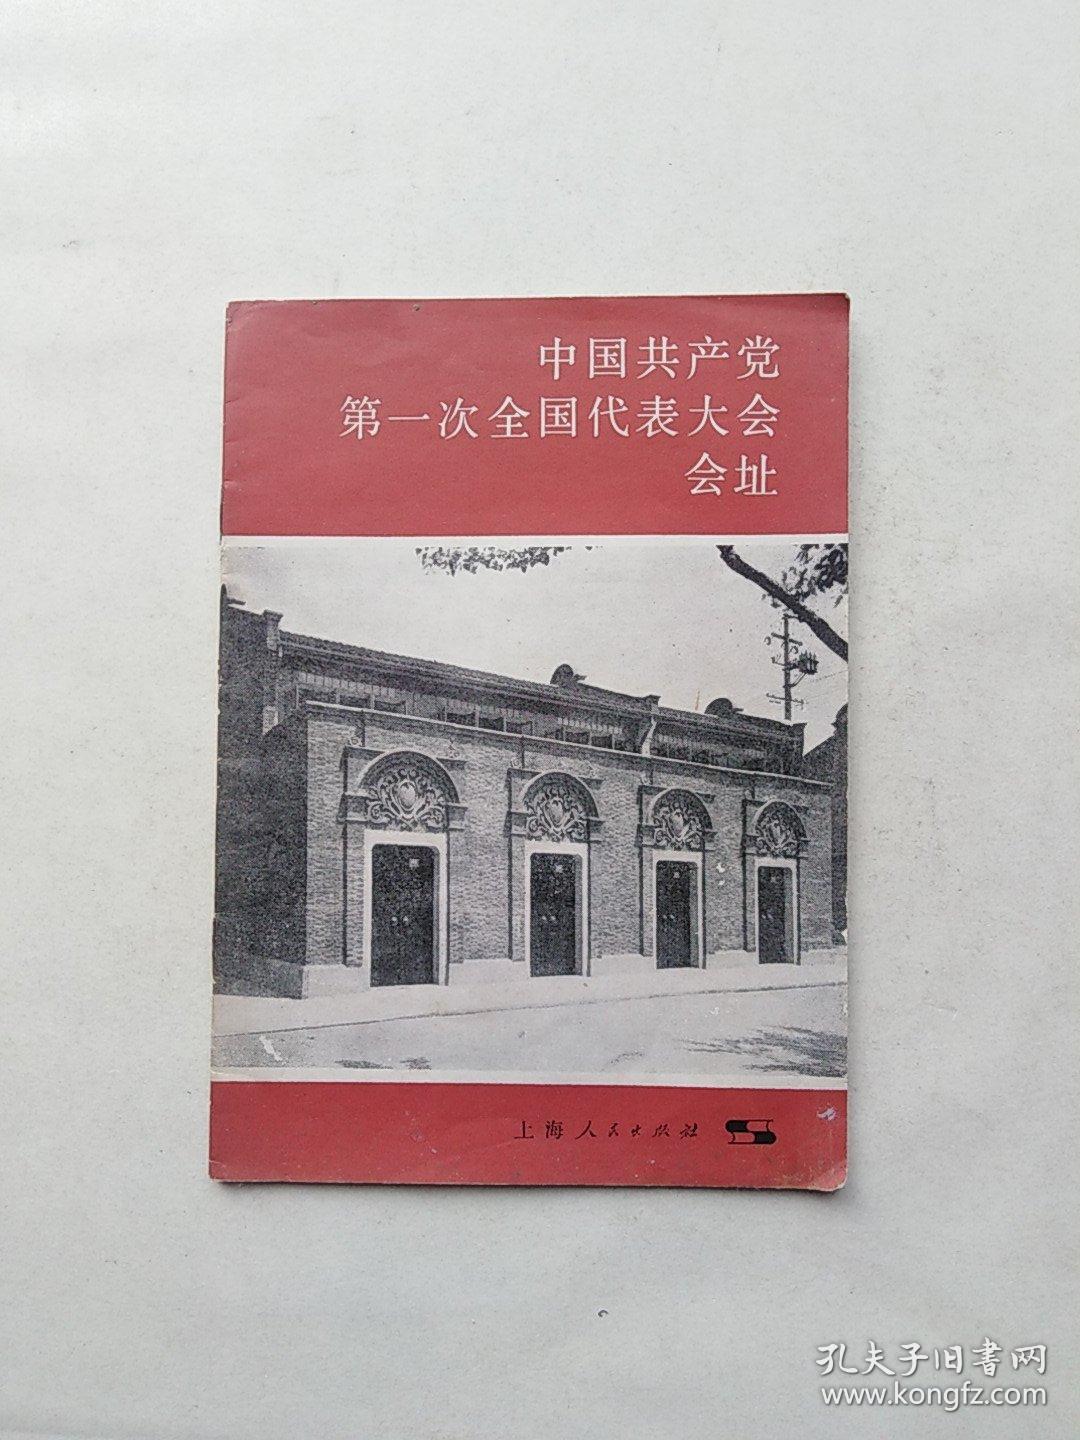 中国共产党
第一次全国代表大会
会址
上海人民出版社
孔夫子旧書网
www.kongfz.com